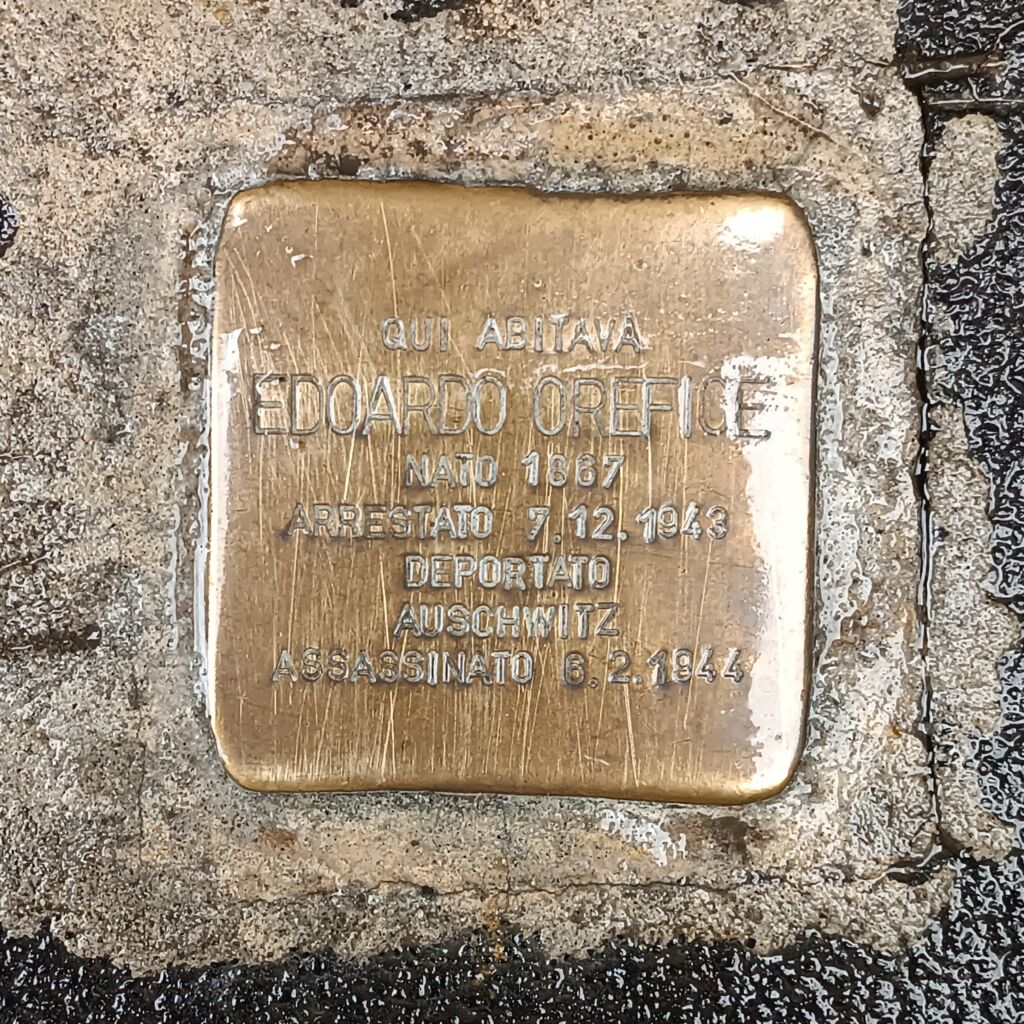 QUI ABITAVA
EDOARDO OREFICE
NATO 1867
ARRESTATO 7.12.1943
DEPORTATO
AUSCHWITZ
ASSASSINATO 6.2.1944